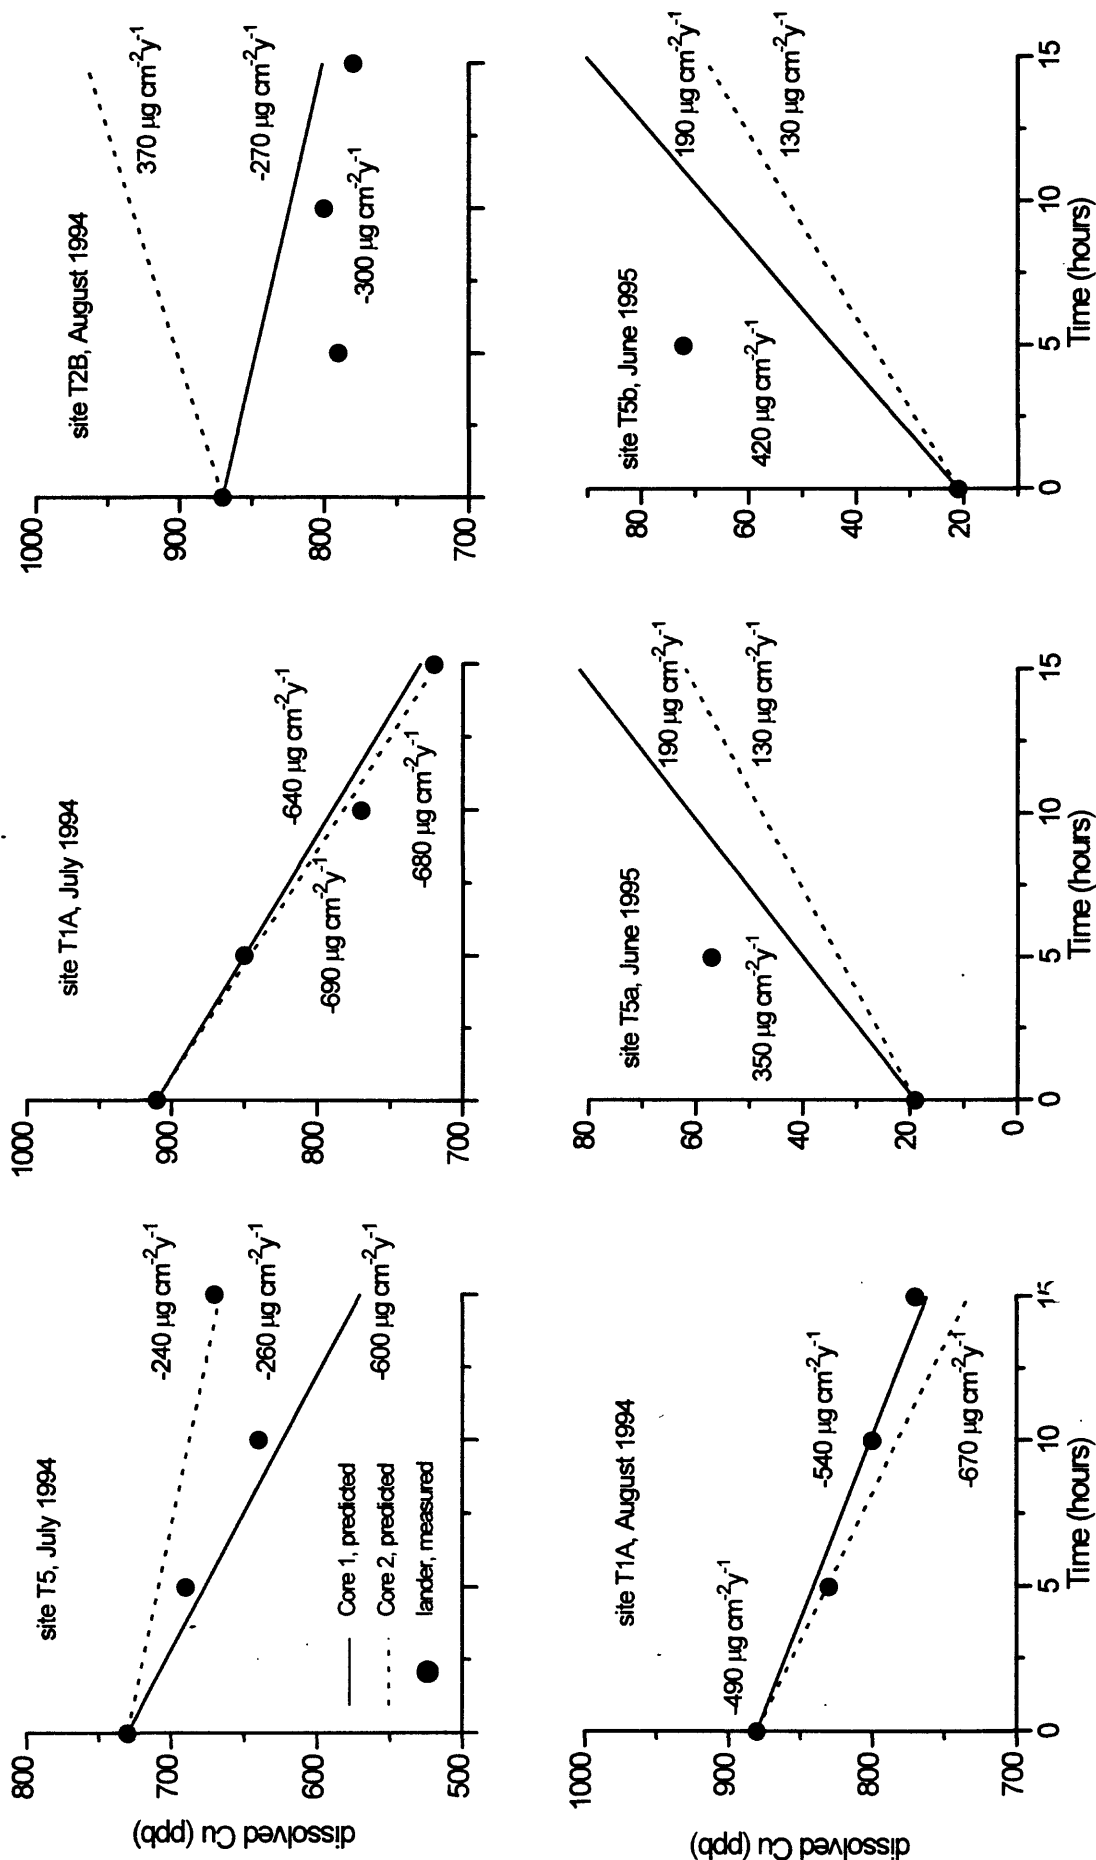 site T5, July 1994
800
700
600
500
dissolved Cu (ppb)
-240 µg cm-2y-1
-260 µg cm-2y-1
-600 µg cm-2y-1
Core 1, predicted
Core 2, predicted
lander, measured
site T1A, July 1994
1000
900
800
700
-640 µg cm-2y-1
-690 µg cm-2y-1
-680 µg cm-2y-1
site T2B, August 1994
1000
900
800
700
370 µg cm-2y-1
-270 µg cm-2y-1
-300 µg cm-2y-1
site T1A, August 1994
1000
900
800
700
dissolved Cu (ppb)
-490 µg cm-2y-1
-540 µg cm-2y-1
-670 µg cm-2y-1
0 5 10 15
Time (hours)
site T5a, June 1995
80
60
40
20
0
190 µg cm-2y-1
350 µg cm-2y-1
130 µg cm-2y-1
0 5 10 15
Time (hours)
site T5b, June 1995
80
60
40
20
190 µg cm-2y-1
420 µg cm-2y-1
130 µg cm-2y-1
0 5 10 15
Time (hours)